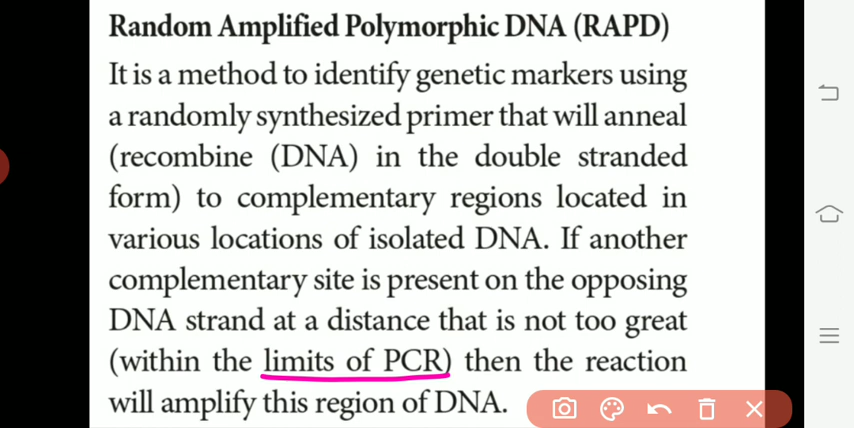 Random Amplified Polymorphic DNA (RAPD)
It is a method to identify genetic markers using
a randomly synthesized primer that will anneal
(recombine (DNA) in the double stranded
form) to complementary regions located in
various locations of isolated DNA. If another
complementary site is present on the opposing
DNA strand at a distance that is not too great
(within the limits of PCR) then the reaction
will amplify this region of DNA.